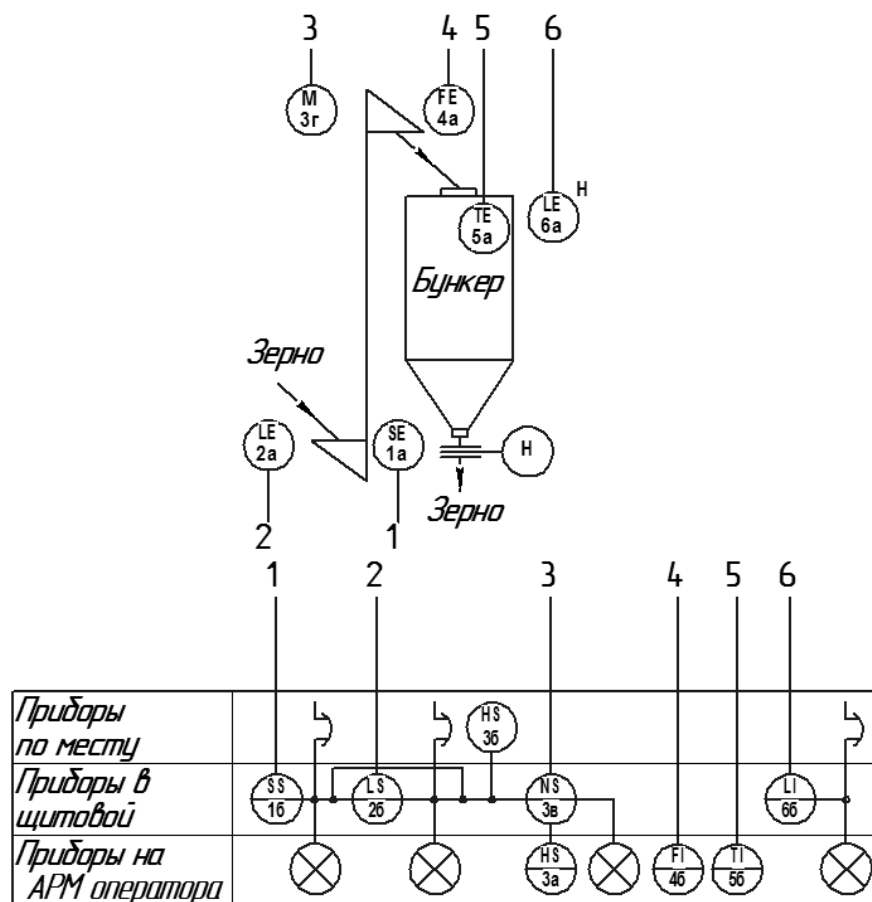 3 4 5 6
M FE
3г 4а
H
TE LE
5а 6а
Бункер
Зерно
LE SE
2а 1а H
Зерно
2 1
1 2 3 4 5 6
Приборы
по месту
HS
3б
Приборы в
щитовой
SS LS NS LI
1б 2б 3в 6б
Приборы на
АРМ оператора
HS FI TI
3а 4б 5б